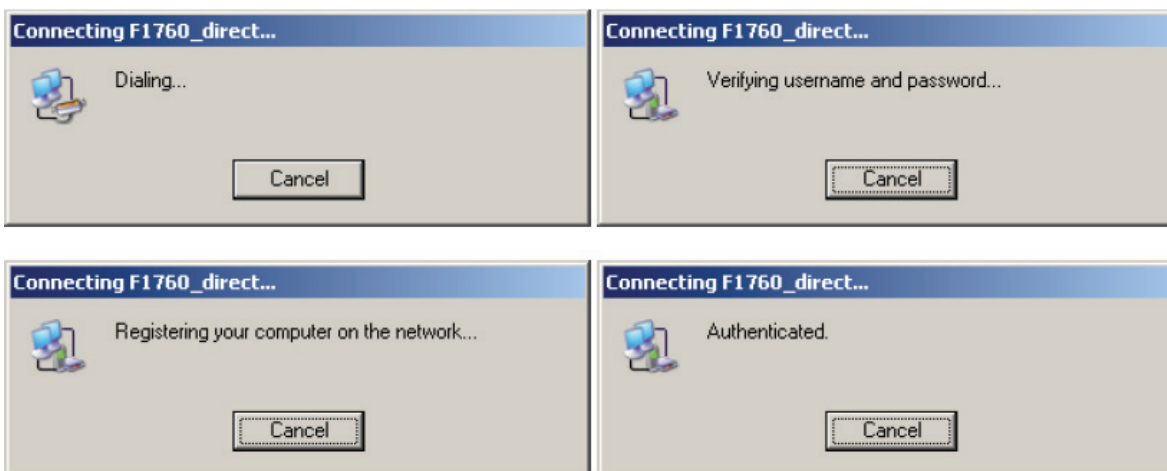 Connecting F1760_direct...
Dialing...
Cancel
Connecting F1760_direct...
Verifying username and password...
Cancel
Connecting F1760_direct...
Registering your computer on the network...
Cancel
Connecting F1760_direct...
Authenticated.
Cancel